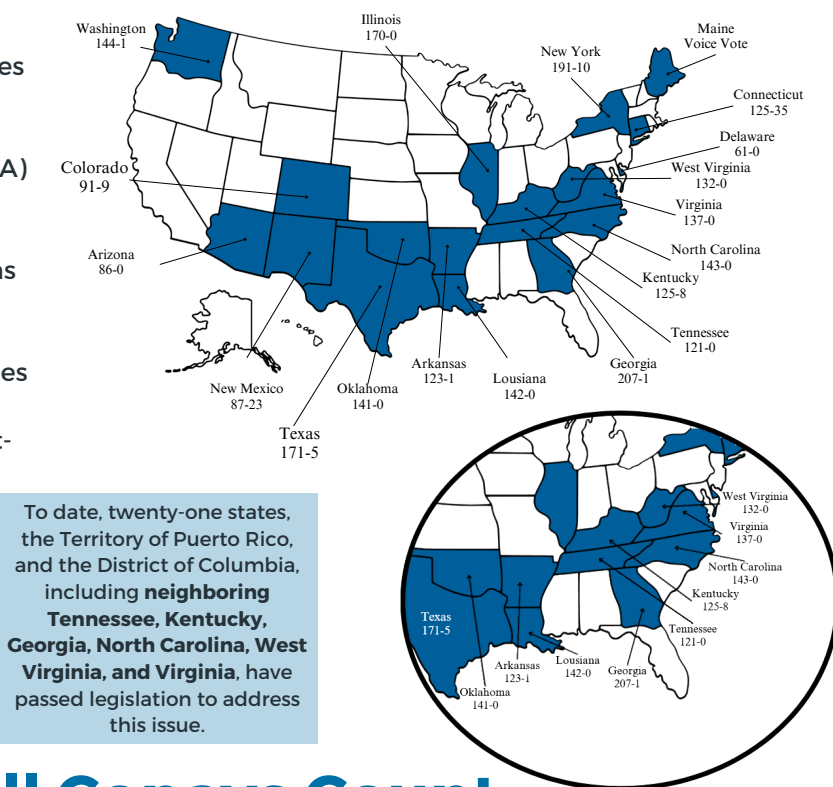 es
A)
as
es
t-
Washington
144-1
Illinois
170-0
New York
191-10
Maine
Voice Vote
Connecticut
125-35
Delaware
61-0
West Virginia
132-0
Virginia
137-0
North Carolina
143-0
Kentucky
125-8
Tennessee
121-0
Georgia
207-1
Lousiana
142-0
Arkansas
123-1
Oklahoma
141-0
Texas
171-5
New Mexico
87-23
Arizona
86-0
Colorado
91-9
To date, twenty-one states,
the Territory of Puerto Rico,
and the District of Columbia,
including neighboring
Tennessee, Kentucky,
Georgia, North Carolina, West
Virginia, and Virginia, have
passed legislation to address
this issue.
West Virginia
132-0
Virginia
137-0
North Carolina
143-0
Kentucky
125-8
Tennessee
121-0
Georgia
207-1
Lousiana
142-0
Arkansas
123-1
Oklahoma
141-0
Texas
171-5
ll Census Count